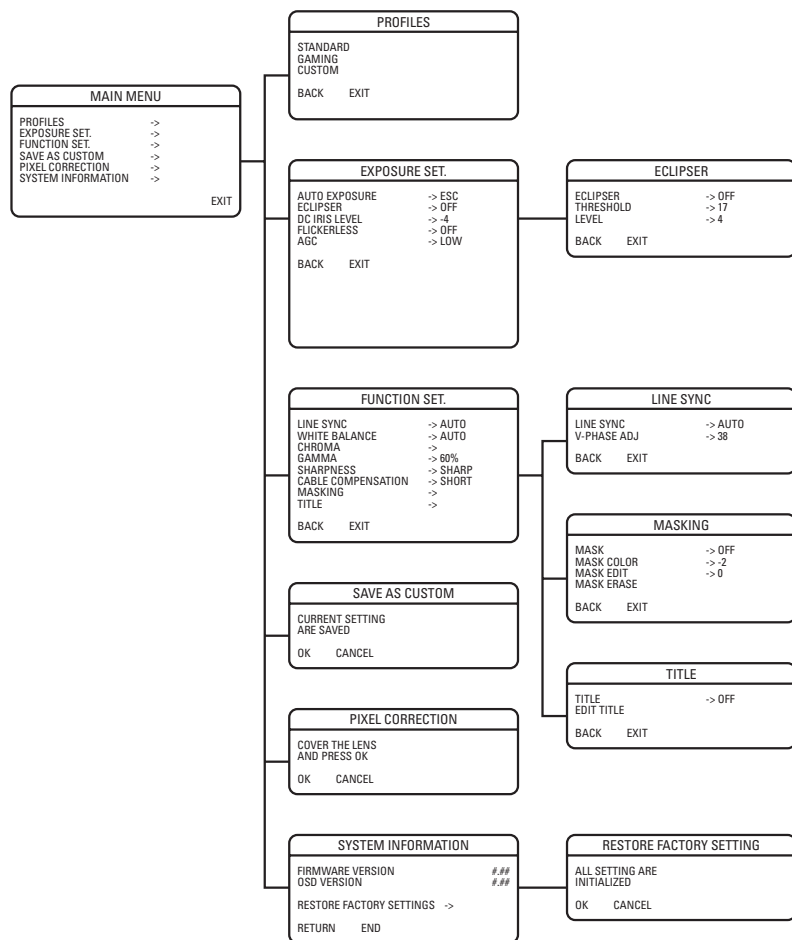 MAIN MENU
PROFILES ->
EXPOSURE SET. ->
FUNCTION SET. ->
SAVE AS CUSTOM ->
PIXEL CORRECTION ->
SYSTEM INFORMATION ->
EXIT
PROFILES
STANDARD
GAMING
CUSTOM
BACK EXIT
EXPOSURE SET.
AUTO EXPOSURE -> ESC
ECLIPSER -> OFF
DC IRIS LEVEL -> -4
FLICKERLESS -> OFF
AGC -> LOW
BACK EXIT
ECLIPSER
ECLIPSER -> OFF
THRESHOLD -> 17
LEVEL -> 4
BACK EXIT
FUNCTION SET.
LINE SYNC -> AUTO
WHITE BALANCE -> AUTO
CHROMA ->
GAMMA -> 60%
SHARPNESS -> SHARP
CABLE COMPENSATION -> SHORT
MASKING ->
TITLE ->
BACK EXIT
LINE SYNC
LINE SYNC -> AUTO
V-PHASE ADJ -> 38
BACK EXIT
MASKING
MASK -> OFF
MASK COLOR -> -2
MASK EDIT -> 0
MASK ERASE
BACK EXIT
TITLE
TITLE -> OFF
EDIT TITLE
BACK EXIT
SAVE AS CUSTOM
CURRENT SETTING
ARE SAVED
OK CANCEL
PIXEL CORRECTION
COVER THE LENS
AND PRESS OK
OK CANCEL
SYSTEM INFORMATION
FIRMWARE VERSION #.##
OSD VERSION #.##
RESTORE FACTORY SETTINGS ->
RETURN END
RESTORE FACTORY SETTING
ALL SETTING ARE
INITIALIZED
OK CANCEL